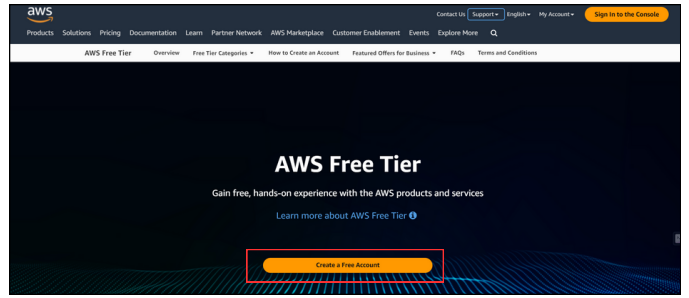 aws
Contact Us Support English My Account Sign In to the Console
Products Solutions Pricing Documentation Learn Partner Network AWS Marketplace Customer Enablement Events Explore More
AWS Free Tier Overview Free Tier Categories How to Create an Account Featured Offers for Business FAQs Terms and Conditions
AWS Free Tier
Gain free, hands-on experience with the AWS products and services
Learn more about AWS Free Tier
Create a Free Account